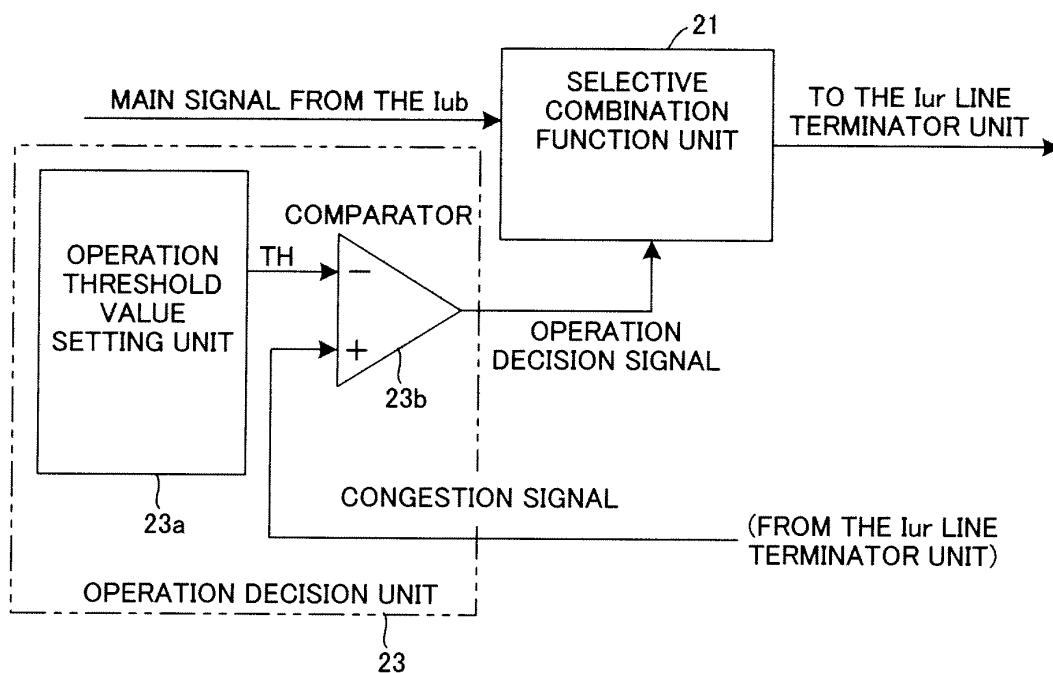 21
SELECTIVE
COMBINATION
FUNCTION UNIT
MAIN SIGNAL FROM THE Iub
TO THE Iur LINE
TERMINATOR UNIT
COMPARATOR
OPERATION
THRESHOLD
VALUE
SETTING UNIT
TH
−
+
23b
OPERATION
DECISION SIGNAL
23a
CONGESTION SIGNAL
(FROM THE Iur LINE
TERMINATOR UNIT)
OPERATION DECISION UNIT
23